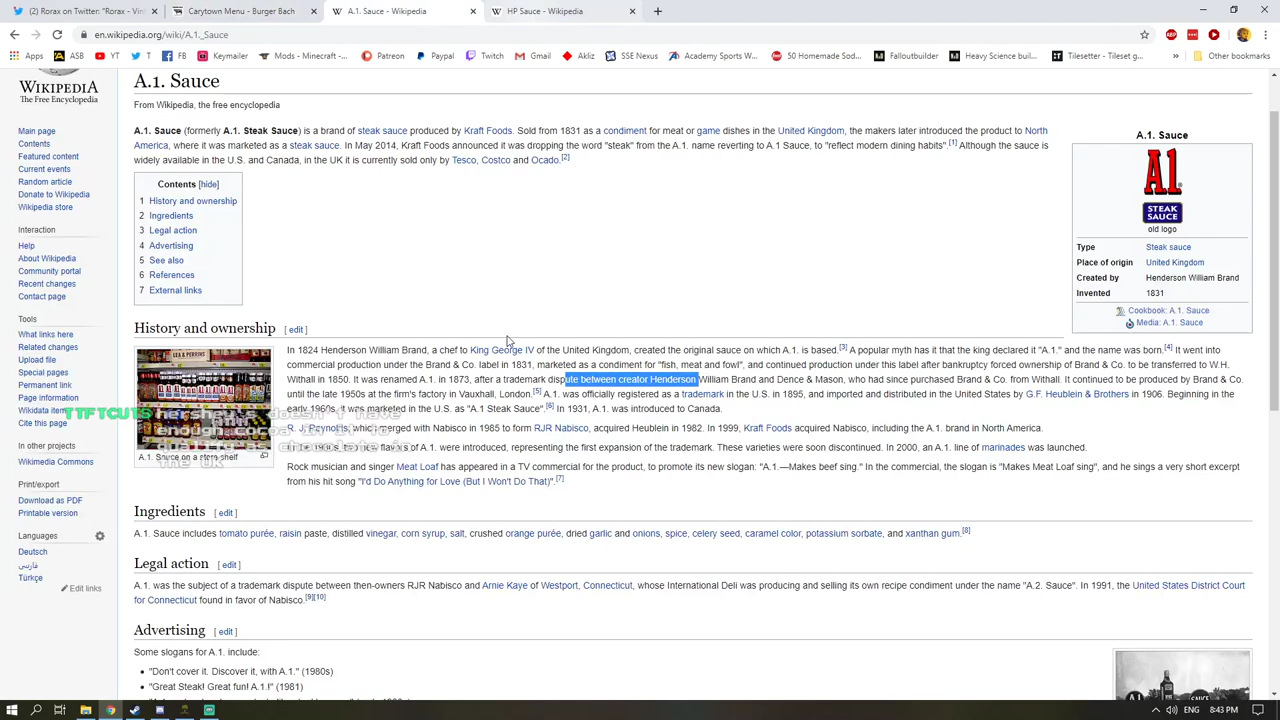 (2) Rorax on Twitter: "Rorax - Vin
Carytown Menu - Burger Bach
A.1. Sauce - Wikipedia
HP Sauce - Wikipedia
en.wikipedia.org/wiki/A.1._Sauce
Apps
ASB
YT
T
FB
Keymailer
Mods - Minecraft -...
Patreon
Paypal
Twitch
Gmail
Akliz
SSE Nexus
Academy Sports W...
50 Homemade Sod...
Falloutbuilder
Heavy Science buil...
Tilesetter - Tileset g...
»
Other bookmarks
WIKIPEDIA
The Free Encyclopedia
Main page
Contents
Featured content
Current events
Random article
Donate to Wikipedia
Wikipedia store
Interaction
Help
About Wikipedia
Community portal
Recent changes
Contact page
Tools
What links here
Related changes
Upload file
Special pages
Permanent link
Page information
Wikidata item
Cite this page
In other projects
Wikimedia Commons
Print/export
Download as PDF
Printable version
Languages
Deutsch
فارسی
Türkçe
Edit links
A.1. Sauce
From Wikipedia, the free encyclopedia
A.1. Sauce (formerly A.1. Steak Sauce) is a brand of steak sauce produced by Kraft Foods. Sold from 1831 as a condiment for meat or game dishes in the United Kingdom, the makers later introduced the product to North
America, where it was marketed as a steak sauce. In May 2014, Kraft Foods announced it was dropping the word "steak" from the A.1. name reverting to A.1 Sauce, to "reflect modern dining habits" [1] Although the sauce is
widely available in the U.S. and Canada, in the UK it is currently sold only by Tesco, Costco and Ocado.[2]
Contents [hide]
1 History and ownership
2 Ingredients
3 Legal action
4 Advertising
5 See also
6 References
7 External links
A.1. Sauce
A1
STEAK
SAUCE
old logo
Type Steak sauce
Place of origin United Kingdom
Created by Henderson William Brand
Invented 1831
Cookbook: A.1. Sauce
Media: A.1. Sauce
History and ownership [ edit ]
LEA & PERRINS
A.1. Sauce on a store shelf
In 1824 Henderson William Brand, a chef to King George IV of the United Kingdom, created the original sauce on which A.1. is based.[3] A popular myth has it that the king declared it "A.1." and the name was born.[4] It went into
commercial production under the Brand & Co. label in 1831, marketed as a condiment for "fish, meat and fowl", and continued production under this label after bankruptcy forced ownership of Brand & Co. to be transferred to W.H.
Withall in 1850. It was renamed A.1. in 1873, after a trademark dispute between creator Henderson William Brand and Dence & Mason, who had since purchased Brand & Co. from Withall. It continued to be produced by Brand & Co.
until the late 1950s at the firm's factory in Vauxhall, London.[5] A.1. was officially registered as a trademark in the U.S. in 1895, and imported and distributed in the United States by G.F. Heublein & Brothers in 1906. Beginning in the
early 1960s, it was marketed in the U.S. as "A.1 Steak Sauce".[6] In 1931, A.1. was introduced to Canada.
R. J. Reynolds, which merged with Nabisco in 1985 to form RJR Nabisco, acquired Heublein in 1982. In 1999, Kraft Foods acquired Nabisco, including the A.1. brand in North America.
new flavors of A.1. were introduced, representing the first expansion of the trademark. These varieties were soon discontinued. In 2000, an A.1. line of marinades was launched.
Rock musician and singer Meat Loaf has appeared in a TV commercial for the product, to promote its new slogan: "A.1.—Makes beef sing." In the commercial, the slogan is "Makes Meat Loaf sing", and he sings a very short excerpt
from his hit song "I'd Do Anything for Love (But I Won't Do That)".[7]
TTFTCUTS
doesn't have
enough cocoa
chocolate in
the UK
Ingredients [ edit ]
A.1. Sauce includes tomato purée, raisin paste, distilled vinegar, corn syrup, salt, crushed orange purée, dried garlic and onions, spice, celery seed, caramel color, potassium sorbate, and xanthan gum.[8]
Legal action [ edit ]
A.1. was the subject of a trademark dispute between then-owners RJR Nabisco and Arnie Kaye of Westport, Connecticut, whose International Deli was producing and selling its own recipe condiment under the name "A.2. Sauce". In 1991, the United States District Court
for Connecticut found in favor of Nabisco.[9][10]
Advertising [ edit ]
Some slogans for A.1. include:
"Don't cover it. Discover it, with A.1." (1980s)
"Great Steak! Great fun! A.1.!" (1981)
ENG 8:43 PM